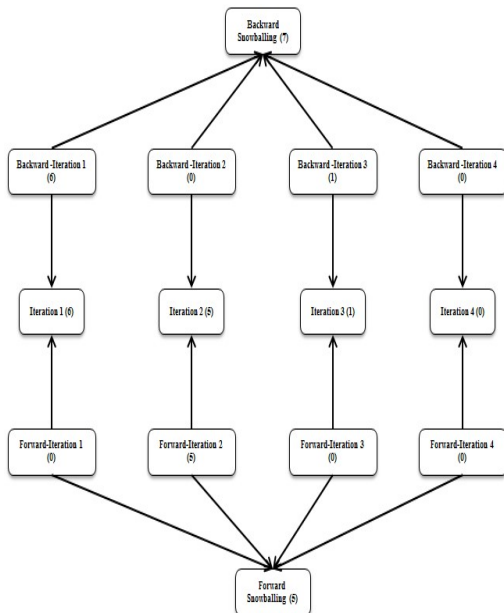 Backward
Snowballing (7)
Backward -Iteration 1
(6)
Backward -Iteration 2
(0)
Backward -Iteration 3
(1)
Backward -Iteration 4
(0)
Iteration 1 (6)
Iteration 2 (5)
Iteration 3 (1)
Iteration 4 (0)
Forward-Iteration 1
(0)
Forward-Iteration 2
(5)
Forward-Iteration 3
(0)
Forward-Iteration 4
(0)
Forward
Snowballing (5)